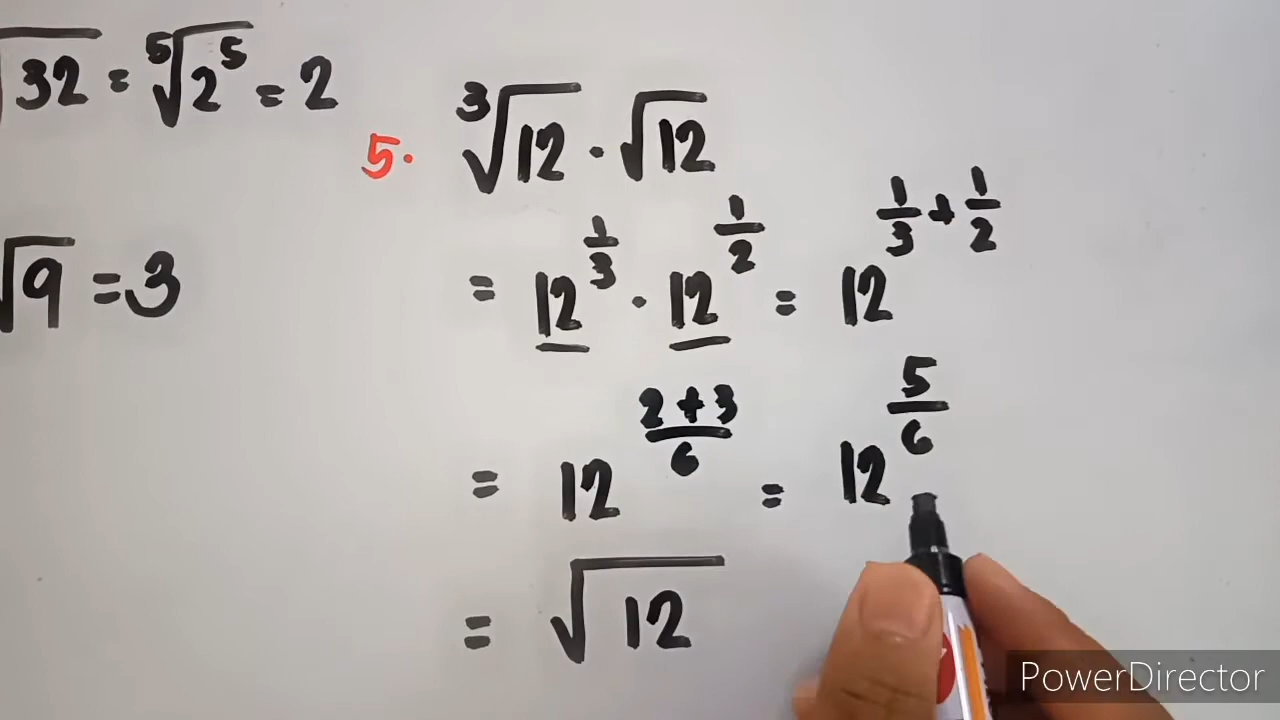 √32 = ⁵√2⁵ = 2
√9 = 3
5. ³√12 · √12
= 12^(1/3) · 12^(1/2) = 12^(1/3 + 1/2)
= 12^((2+3)/6) = 12^(5/6)
= √12
PowerDirector